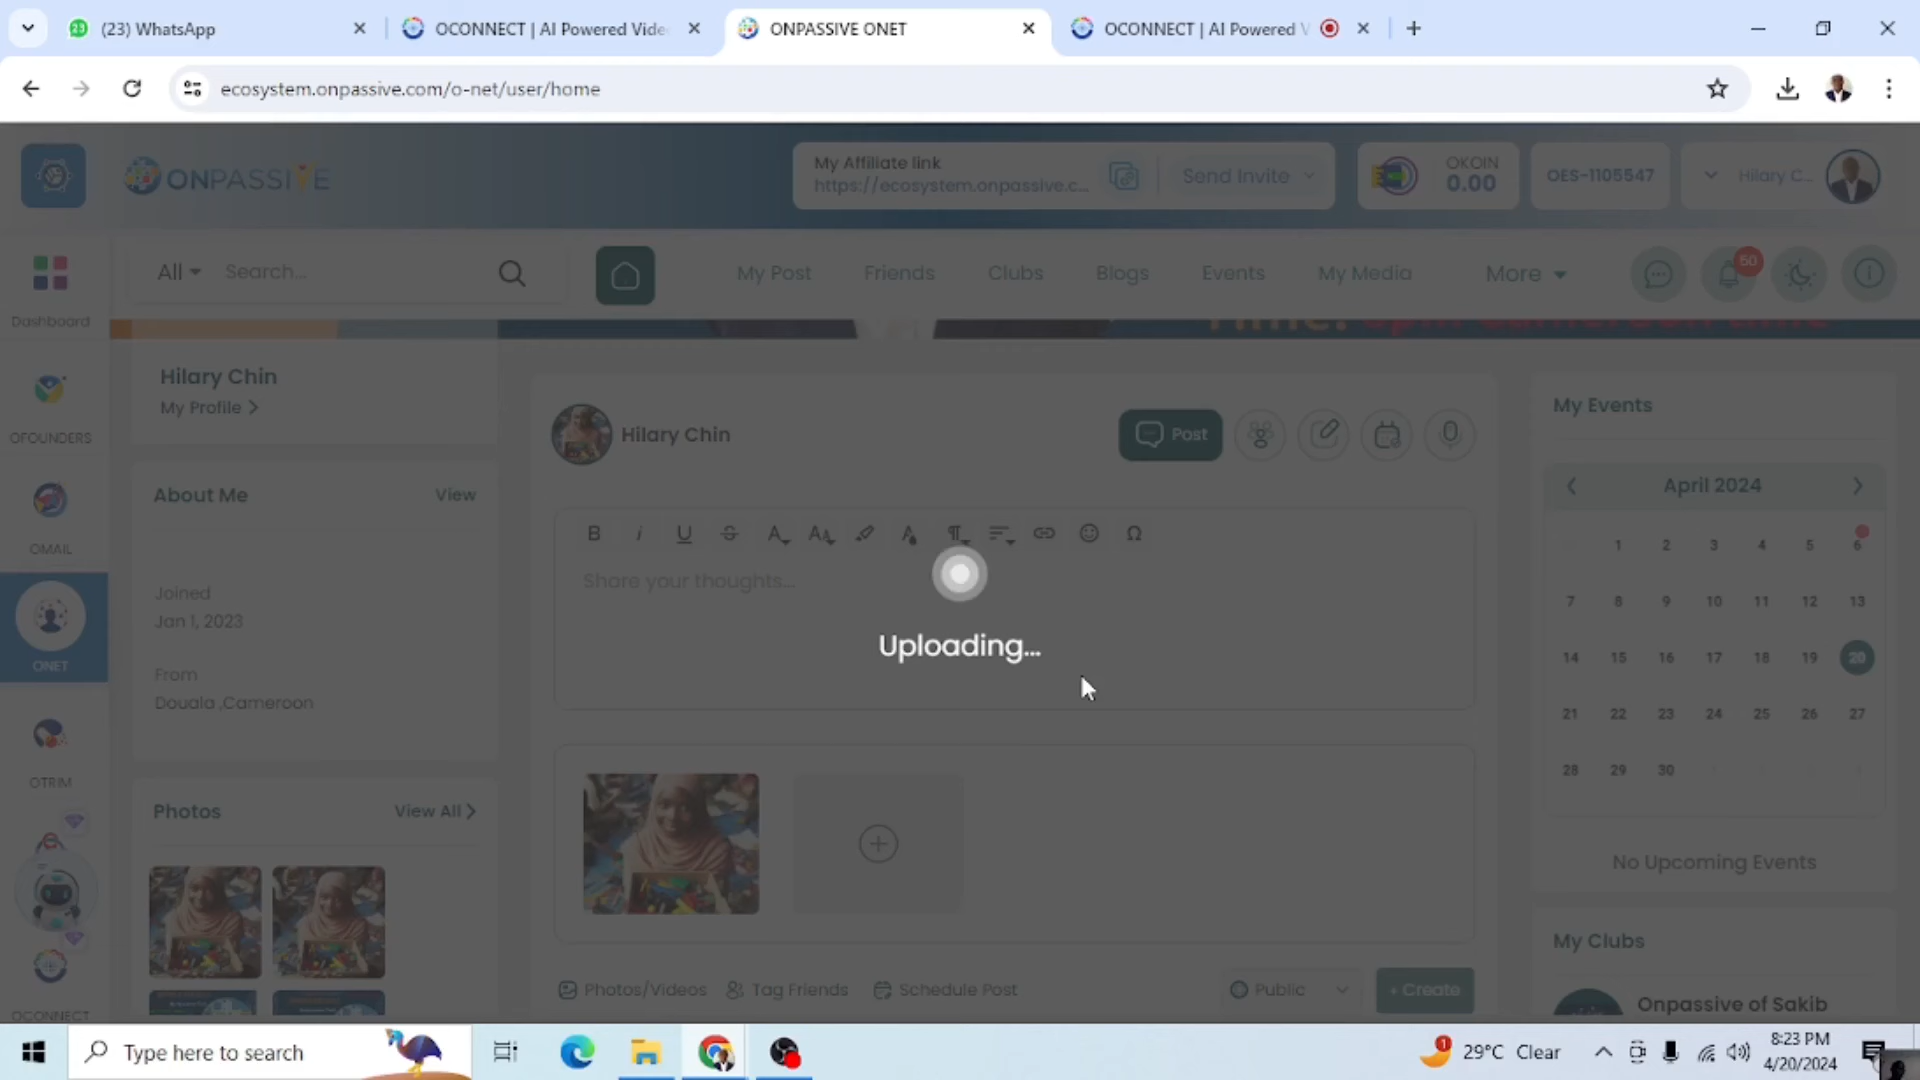 (23) WhatsApp
OCONNECT | AI Powered Vide
ONPASSIVE ONET
OCONNECT | AI Powered V
ecosystem.onpassive.com/o-net/user/home
ONPASSIVE
My Affiliate link
https://ecosystem.onpassive.c...
Send Invite
OKOIN
0.00
OES-1105547
Hilary C...
All
Search...
My Post
Friends
Clubs
Blogs
Events
My Media
More
50
Dashboard
OFOUNDERS
OMAIL
ONET
OTRIM
OCONNECT
Hilary Chin
My Profile >
About Me
View
Joined
Jan 1, 2023
From
Douala ,Cameroon
Photos
View All >
Hilary Chin
Post
Share your thoughts...
Uploading...
Photos/Videos
Tag Friends
Schedule Post
Public
+ Create
My Events
April 2024
1 2 3 4 5 6
7 8 9 10 11 12 13
14 15 16 17 18 19 20
21 22 23 24 25 26 27
28 29 30
No Upcoming Events
My Clubs
Onpassive of Sakib
Type here to search
1
29°C Clear
8:23 PM
4/20/2024